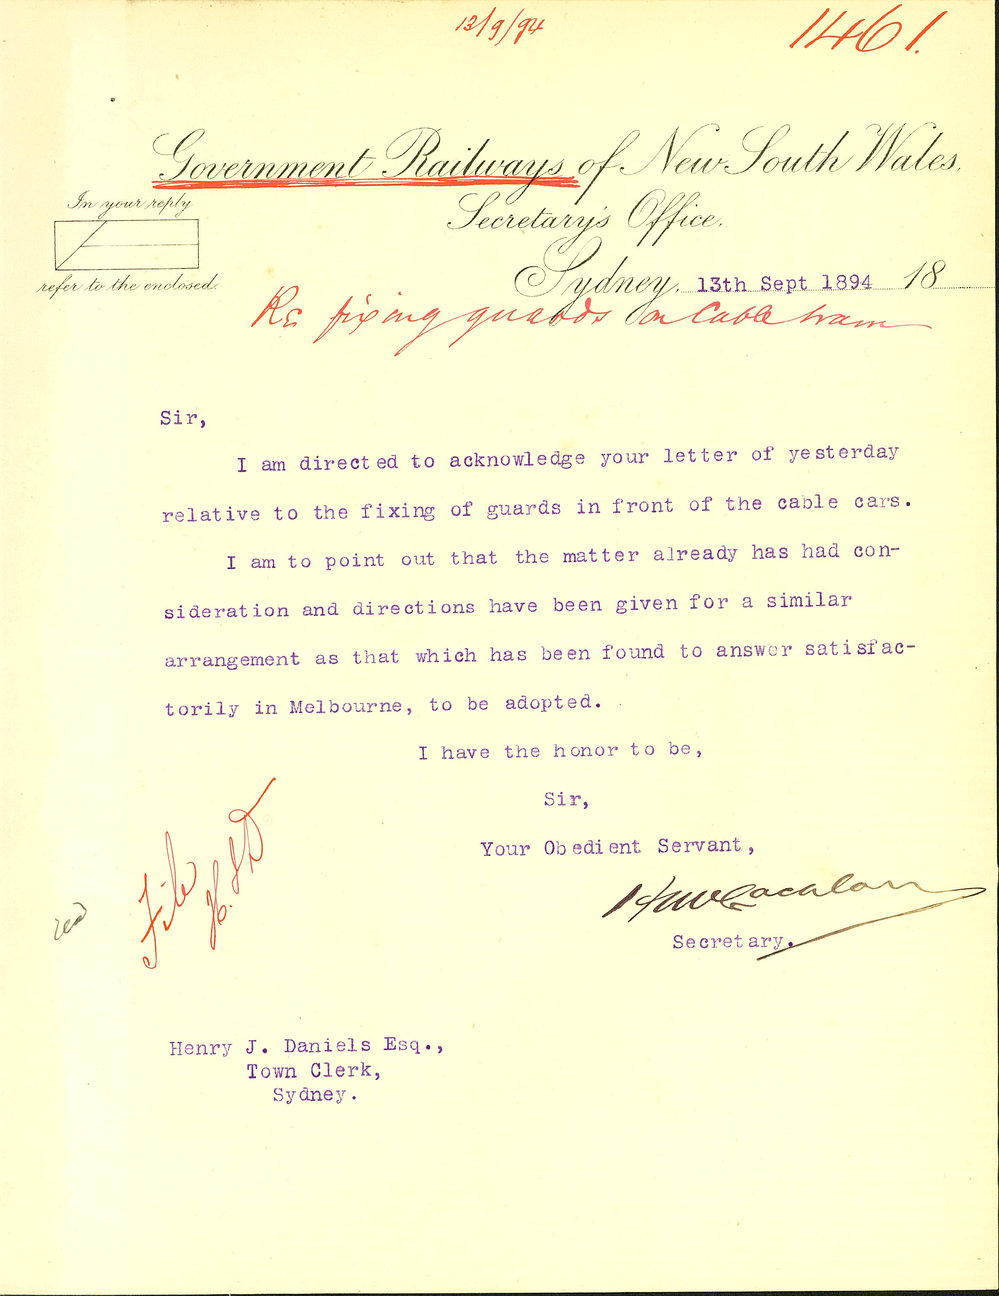 13/9/94
1461.
Government Railways of New South Wales.
In your reply
Secretary's Office.
refer to the enclosed.
Sydney, 13th Sept 1894 18
Re fixing guards on Cable tram
Sir,
I am directed to acknowledge your letter of yesterday
relative to the fixing of guards in front of the cable cars.
I am to point out that the matter already has had con-
sideration and directions have been given for a similar
arrangement as that which has been found to answer satisfac-
torily in Melbourne, to be adopted.
I have the honor to be,
Sir,
Your Obedient Servant,
Secretary.
File
Henry J. Daniels Esq.,
Town Clerk,
Sydney.